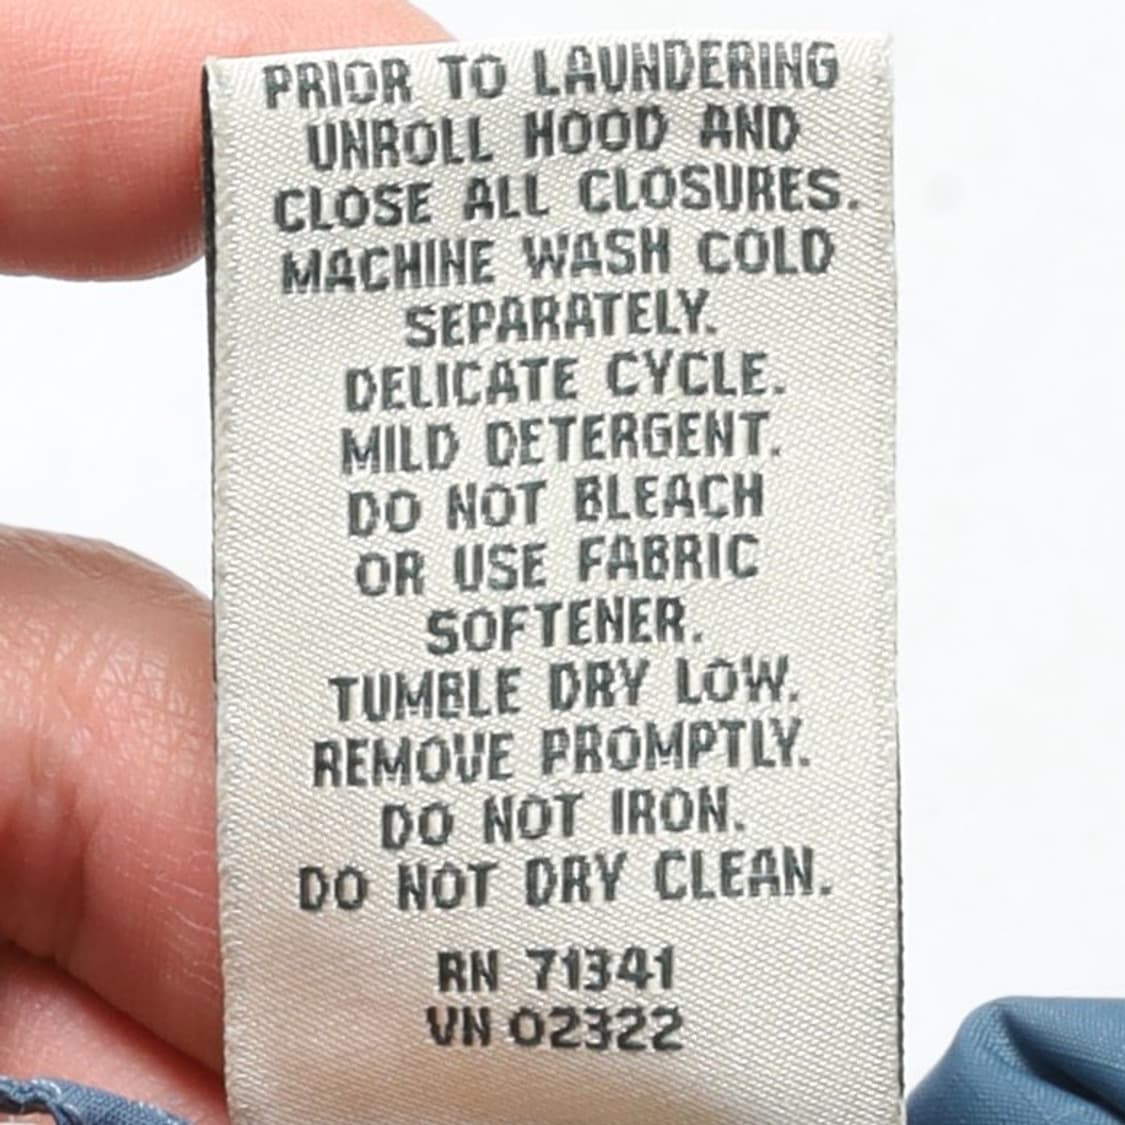 PRIOR TO LAUNDERING
UNROLL HOOD AND
CLOSE ALL CLOSURES.
MACHINE WASH COLD
SEPARATELY.
DELICATE CYCLE.
MILD DETERGENT.
DO NOT BLEACH
OR USE FABRIC
SOFTENER.
TUMBLE DRY LOW.
REMOVE PROMPTLY.
DO NOT IRON.
DO NOT DRY CLEAN.
RN 71341
VN 02322